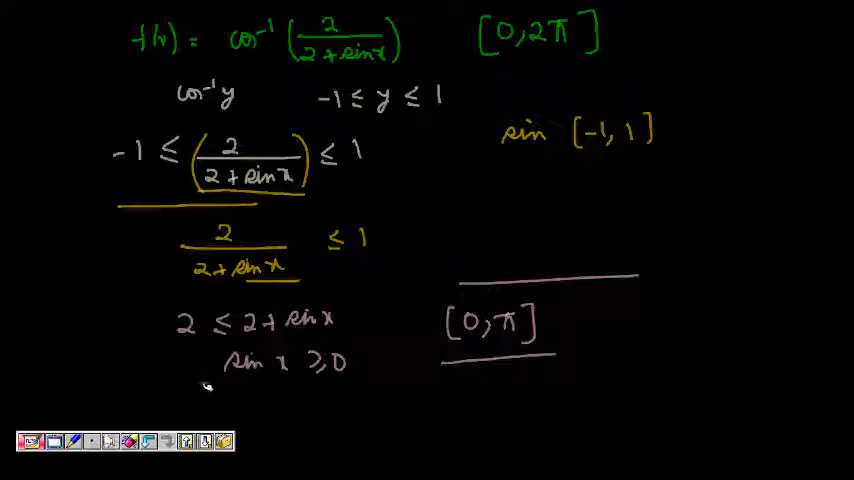 f(x) = cos⁻¹ (2 / (2 + sin x)) [0, 2π]
cos⁻¹ y -1 ≤ y ≤ 1
sin [-1, 1]
-1 ≤ (2 / (2 + sin x)) ≤ 1
2 / (2 + sin x) ≤ 1
2 ≤ 2 + sin x [0, π]
sin x ≥ 0